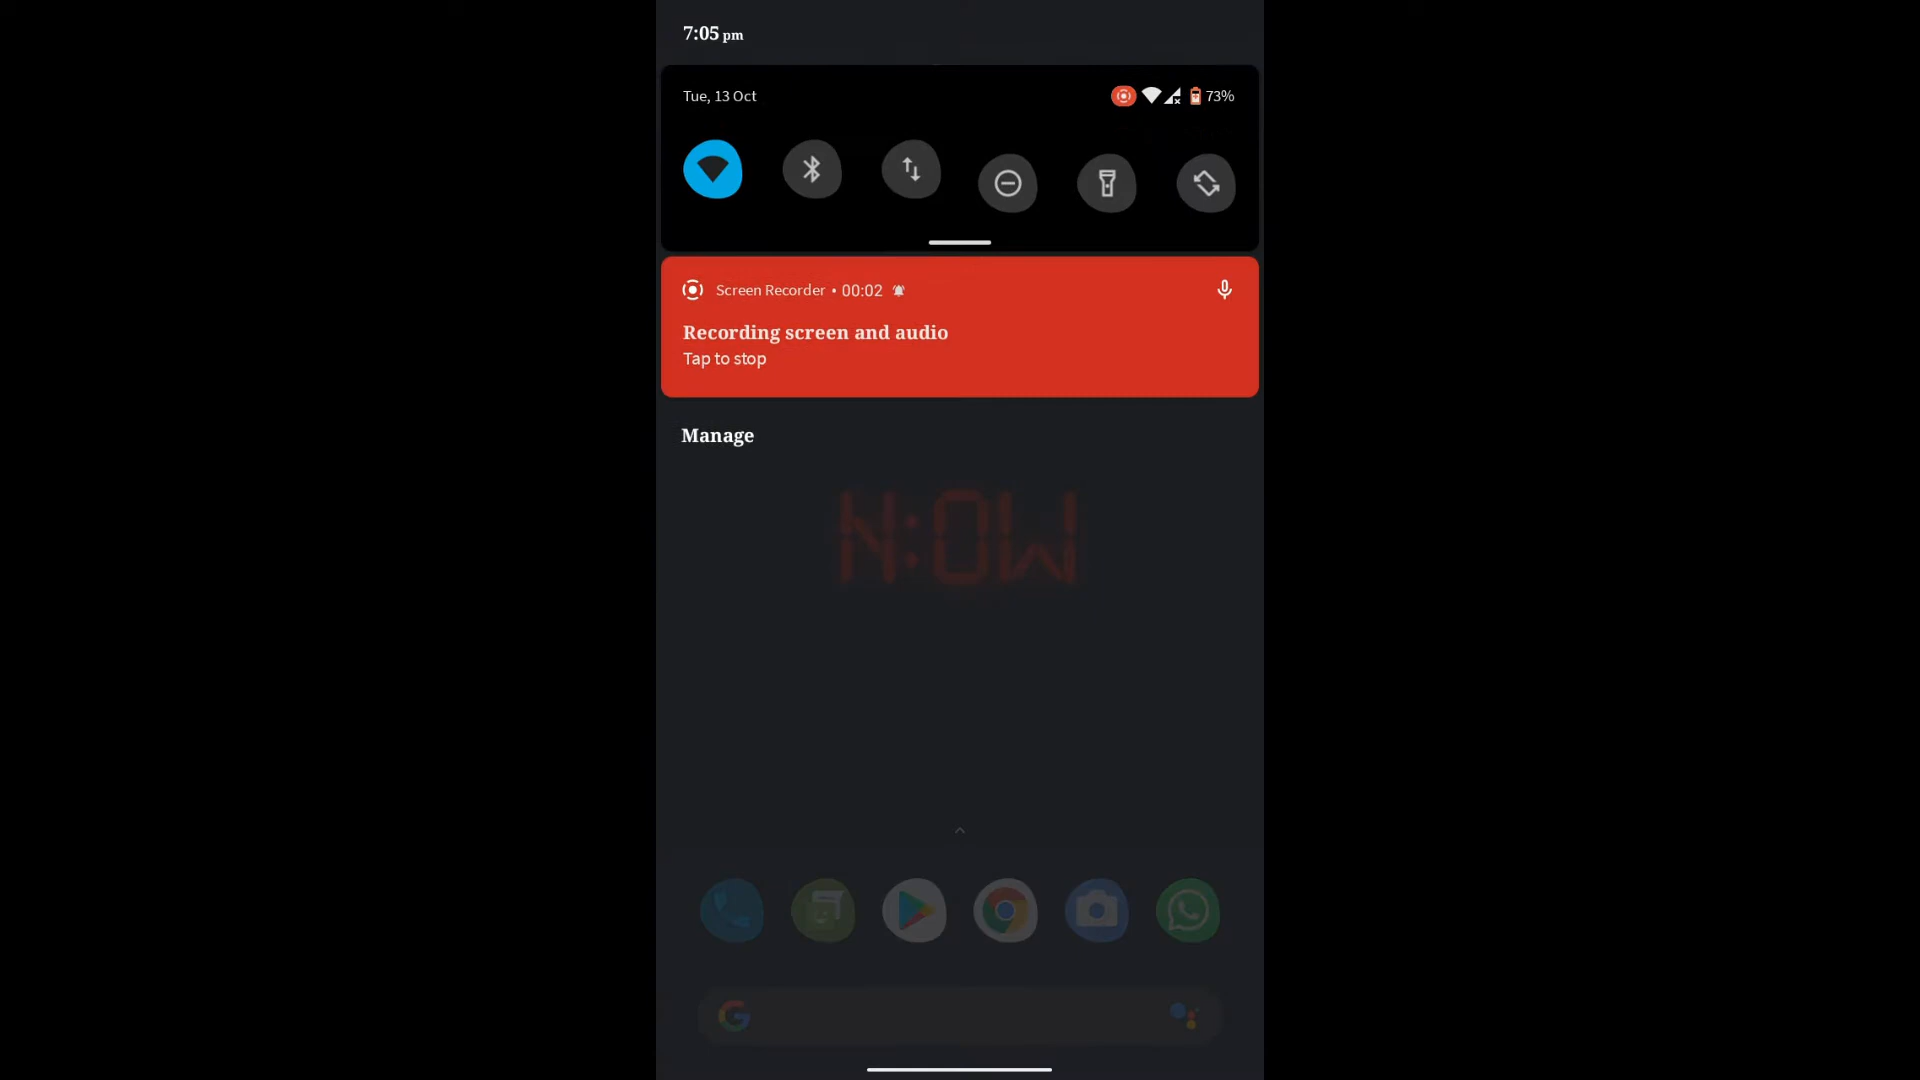 7:05 pm
Tue, 13 Oct
73%
Screen Recorder • 00:02
Recording screen and audio
Tap to stop
Manage
N:OW